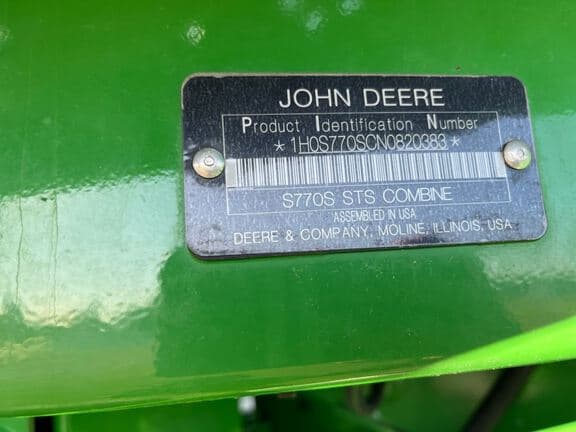 JOHN DEERE
Product Identification Number
*1H0S770SCN0820383*
S770S STS COMBINE
ASSEMBLED IN USA
DEERE & COMPANY, MOLINE, ILLINOIS, USA